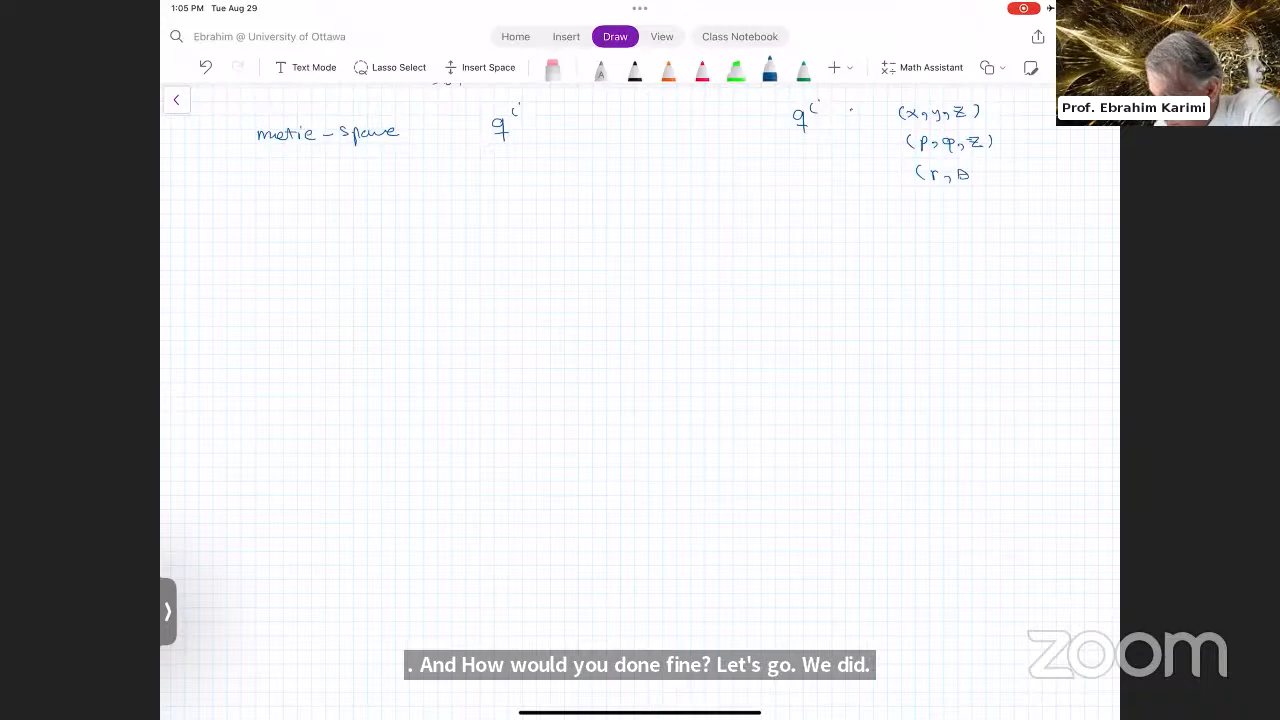 1:05 PM Tue Aug 29
Ebrahim @ University of Ottawa
Home Insert Draw View Class Notebook
Text Mode Lasso Select Insert Space Math Assistant
Prof. Ebrahim Karimi
metric-space q^i q^i (x, y, z)
(ρ, φ, z)
(r, θ
. And How would you done fine? Let's go. We did.
zoom